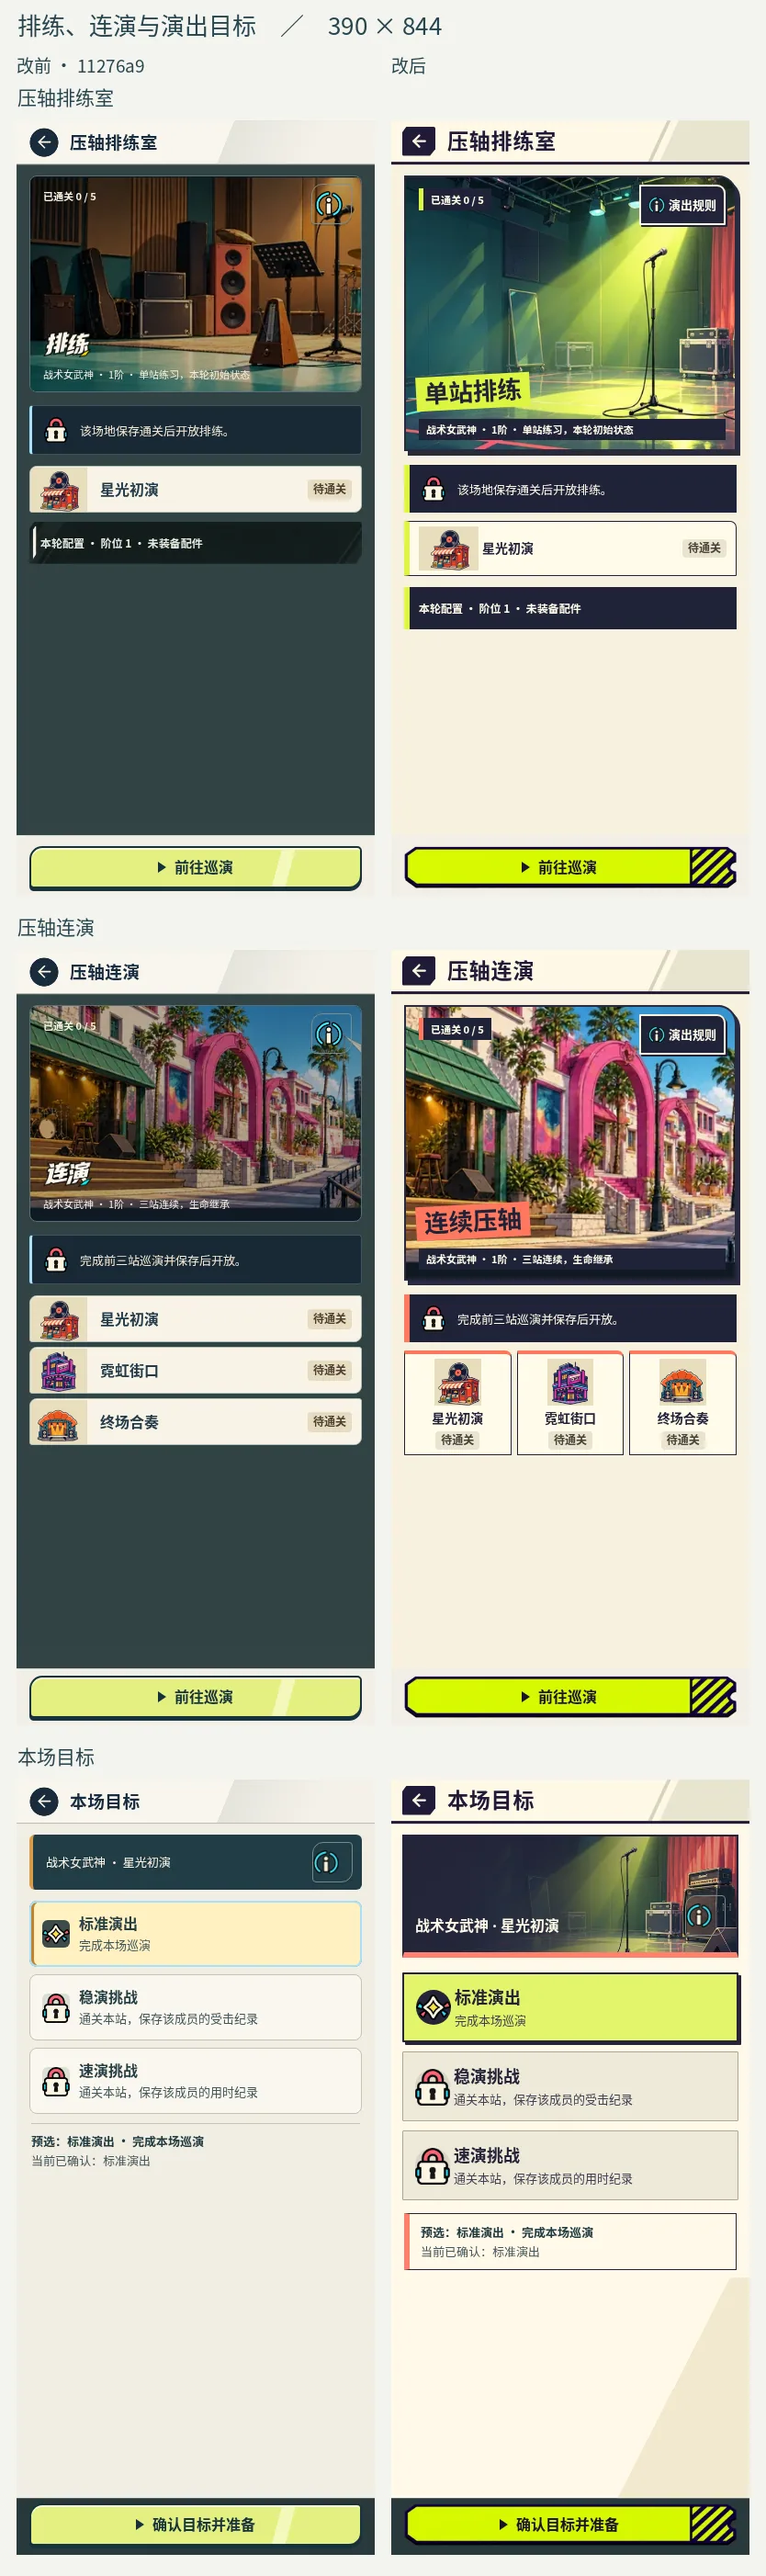 排练、连演与演出目标 ／ 390 × 844
改前 · 11276a9
改后
压轴排练室
压轴排练室
已通关 0 / 5
排练
战术女武神 · 1阶 · 单站练习，本轮初始状态
该场地保存通关后开放排练。
星光初演
待通关
本轮配置 · 阶位 1 · 未装备配件
前往巡演
压轴排练室
已通关 0 / 5
演出规则
单站排练
战术女武神 · 1阶 · 单站练习，本轮初始状态
该场地保存通关后开放排练。
星光初演
待通关
本轮配置 · 阶位 1 · 未装备配件
前往巡演
压轴连演
压轴连演
已通关 0 / 5
连演
战术女武神 · 1阶 · 三站连续，生命继承
完成前三站巡演并保存后开放。
星光初演
待通关
霓虹街口
待通关
终场合奏
待通关
前往巡演
压轴连演
已通关 0 / 5
演出规则
连续压轴
战术女武神 · 1阶 · 三站连续，生命继承
完成前三站巡演并保存后开放。
星光初演
待通关
霓虹街口
待通关
终场合奏
待通关
前往巡演
本场目标
本场目标
战术女武神 · 星光初演
标准演出
完成本场巡演
稳演挑战
通关本站，保存该成员的受击纪录
速演挑战
通关本站，保存该成员的用时纪录
预选：标准演出 · 完成本场巡演
当前已确认：标准演出
确认目标并准备
本场目标
战术女武神 · 星光初演
标准演出
完成本场巡演
稳演挑战
通关本站，保存该成员的受击纪录
速演挑战
通关本站，保存该成员的用时纪录
预选：标准演出 · 完成本场巡演
当前已确认：标准演出
确认目标并准备